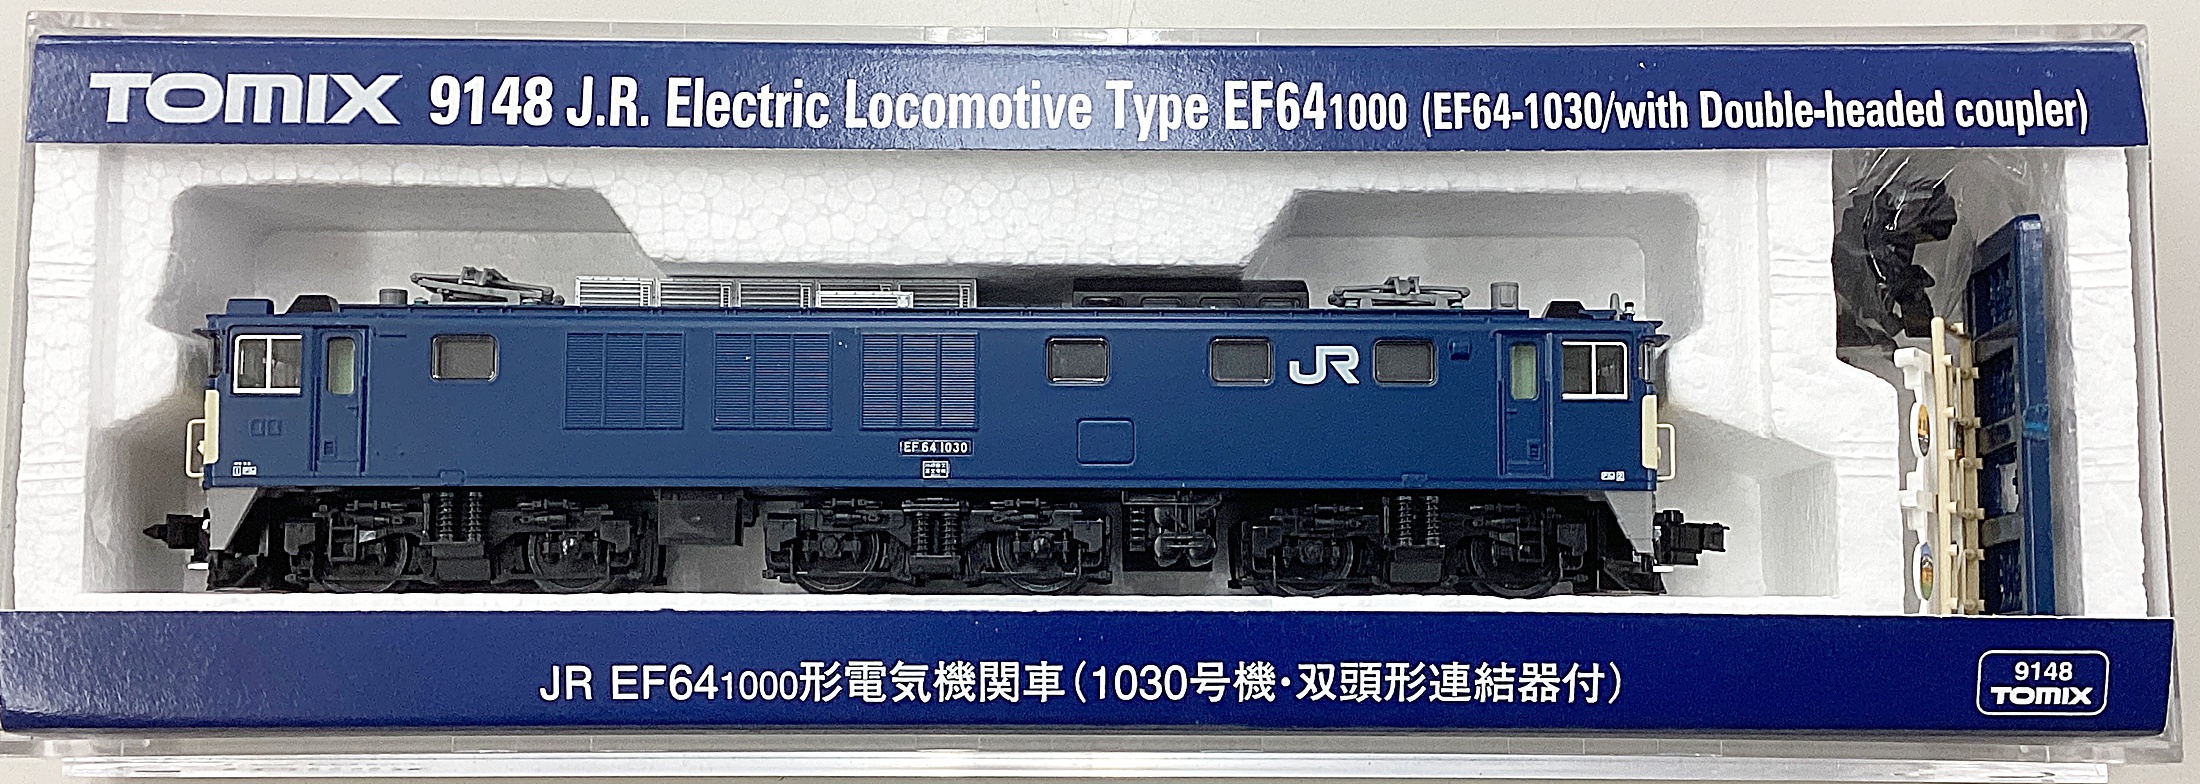 TOMIX 9148 J.R. Electric Locomotive Type EF641000 (EF64-1030/with Double-headed coupler)
JR
EF64 1030
JR EF641000形電気機関車(1030号機・双頭形連結器付)
9148
TOMIX